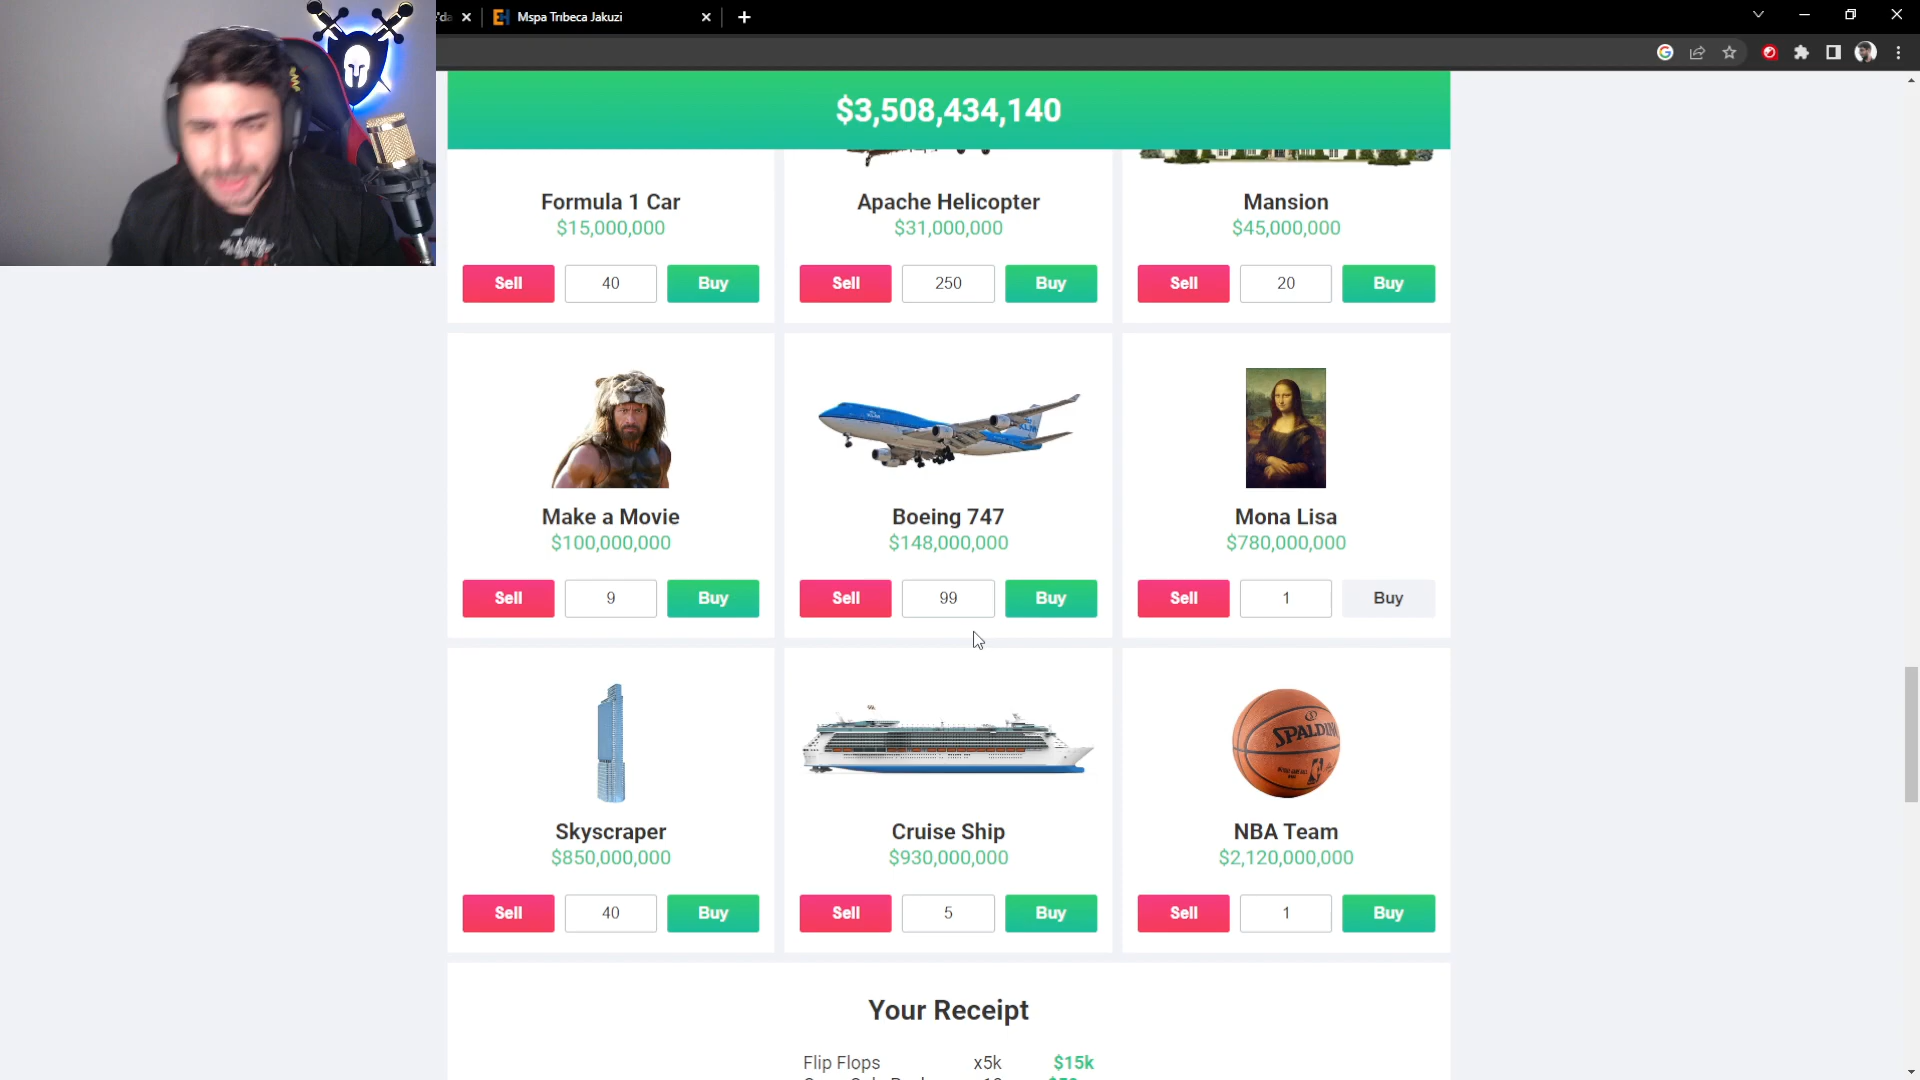 'da
Mspa Tribeca Jakuzi
$3,508,434,140
Formula 1 Car
$15,000,000
Sell 40 Buy
Apache Helicopter
$31,000,000
Sell 250 Buy
Mansion
$45,000,000
Sell 20 Buy
Make a Movie
$100,000,000
Sell 9 Buy
Boeing 747
$148,000,000
Sell 99 Buy
Mona Lisa
$780,000,000
Sell 1 Buy
Skyscraper
$850,000,000
Sell 40 Buy
Cruise Ship
$930,000,000
Sell 5 Buy
SPALDING
NBA Team
$2,120,000,000
Sell 1 Buy
Your Receipt
Flip Flops x5k $15k